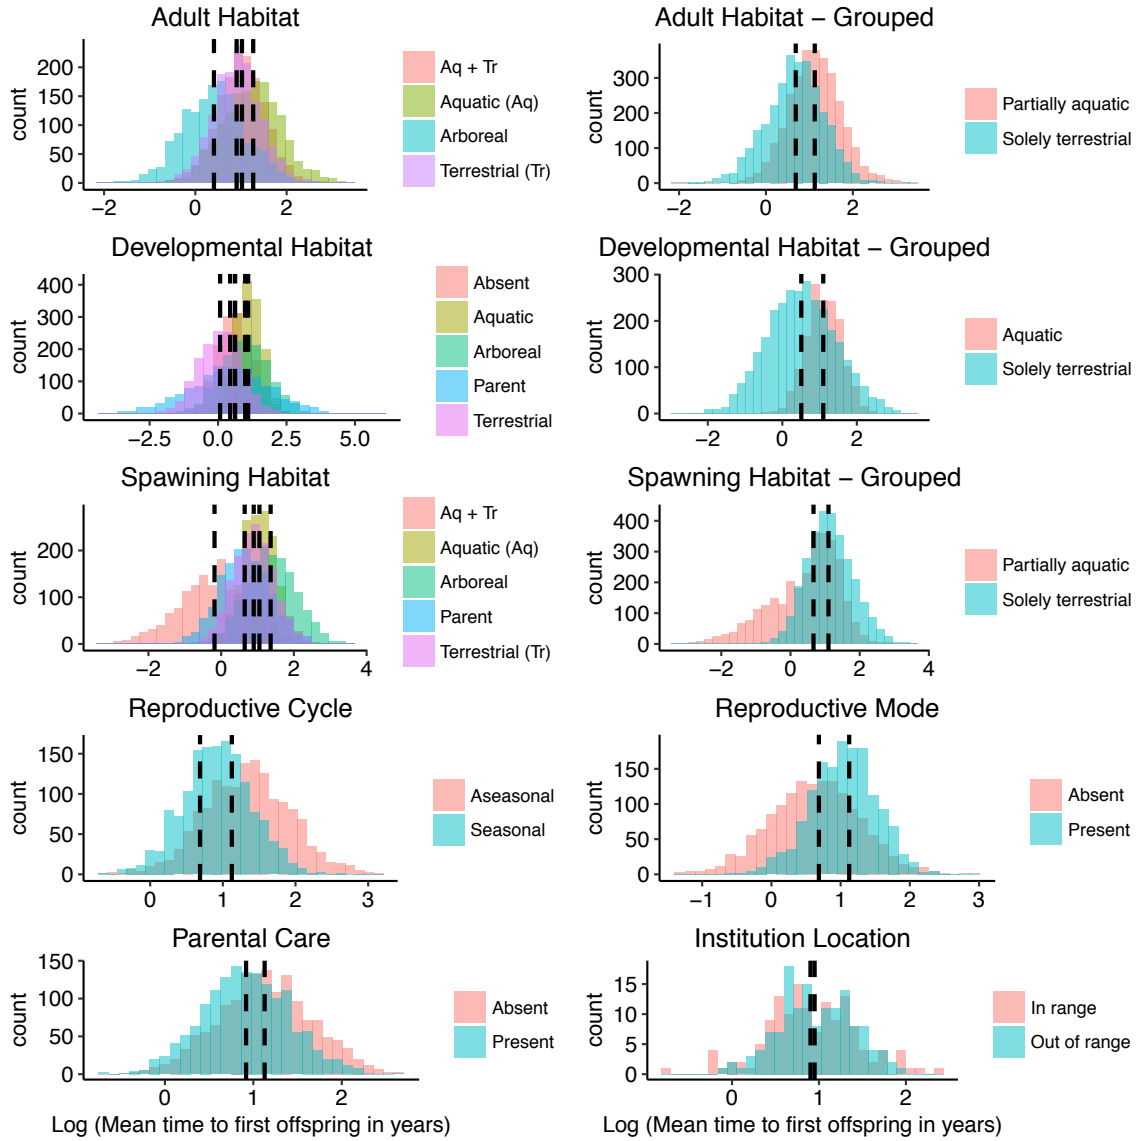 Adult Habitat
count
200
150
100
50
0
−2
0
2
Aq + Tr
Aquatic (Aq)
Arboreal
Terrestrial (Tr)
Adult Habitat − Grouped
count
300
200
100
0
−2
0
2
Partially aquatic
Solely terrestrial
Developmental Habitat
count
400
300
200
100
0
−2.5
0.0
2.5
5.0
Absent
Aquatic
Arboreal
Parent
Terrestrial
Developmental Habitat − Grouped
count
300
200
100
0
−2
0
2
Aquatic
Solely terrestrial
Spawining Habitat
count
200
100
0
−2
0
2
4
Aq + Tr
Aquatic (Aq)
Arboreal
Parent
Terrestrial (Tr)
Spawning Habitat − Grouped
count
400
300
200
100
0
−2
0
2
4
Partially aquatic
Solely terrestrial
Reproductive Cycle
count
150
100
50
0
0
1
2
3
Aseasonal
Seasonal
Reproductive Mode
count
150
100
50
0
−1
0
1
2
3
Absent
Present
Parental Care
count
150
100
50
0
0
1
2
Log (Mean time to first offspring in years)
Absent
Present
Institution Location
count
15
10
5
0
0
1
2
Log (Mean time to first offspring in years)
In range
Out of range